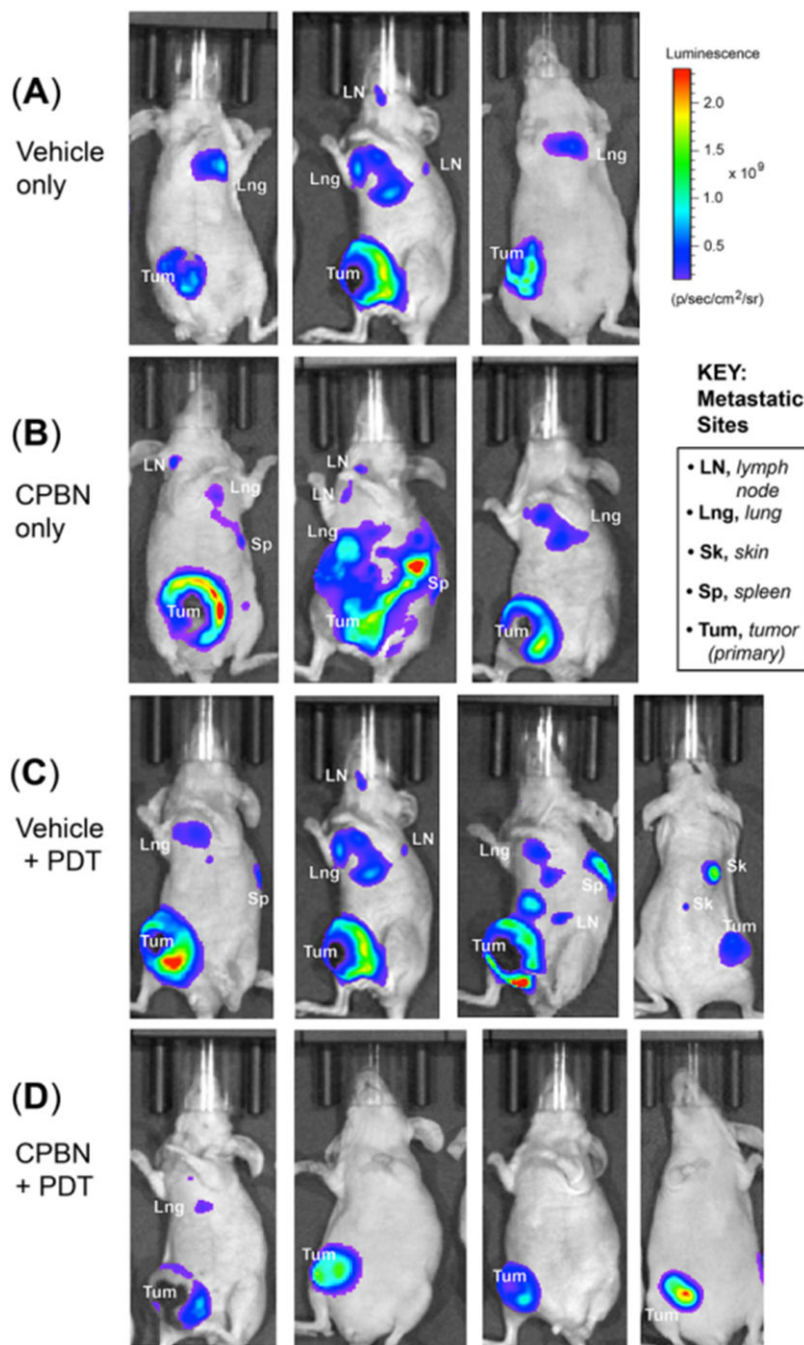 (A)
Vehicle
only
Tum
Lng
LN
Lng
LN
Tum
Lng
Tum
Luminescence
2.0
1.5
x 10⁹
1.0
0.5
(p/sec/cm²/sr)
(B)
CPBN
only
LN
Lng
Sp
Tum
LN
LN
Lng
Sp
Tum
Lng
Tum
KEY:
Metastatic
Sites
• LN, lymph
node
• Lng, lung
• Sk, skin
• Sp, spleen
• Tum, tumor
(primary)
(C)
Vehicle
+ PDT
Lng
Sp
Tum
LN
Lng
LN
Tum
Lng
Sp
LN
Tum
Sk
Sk
Tum
(D)
CPBN
+ PDT
Lng
Tum
Tum
Tum
Tum